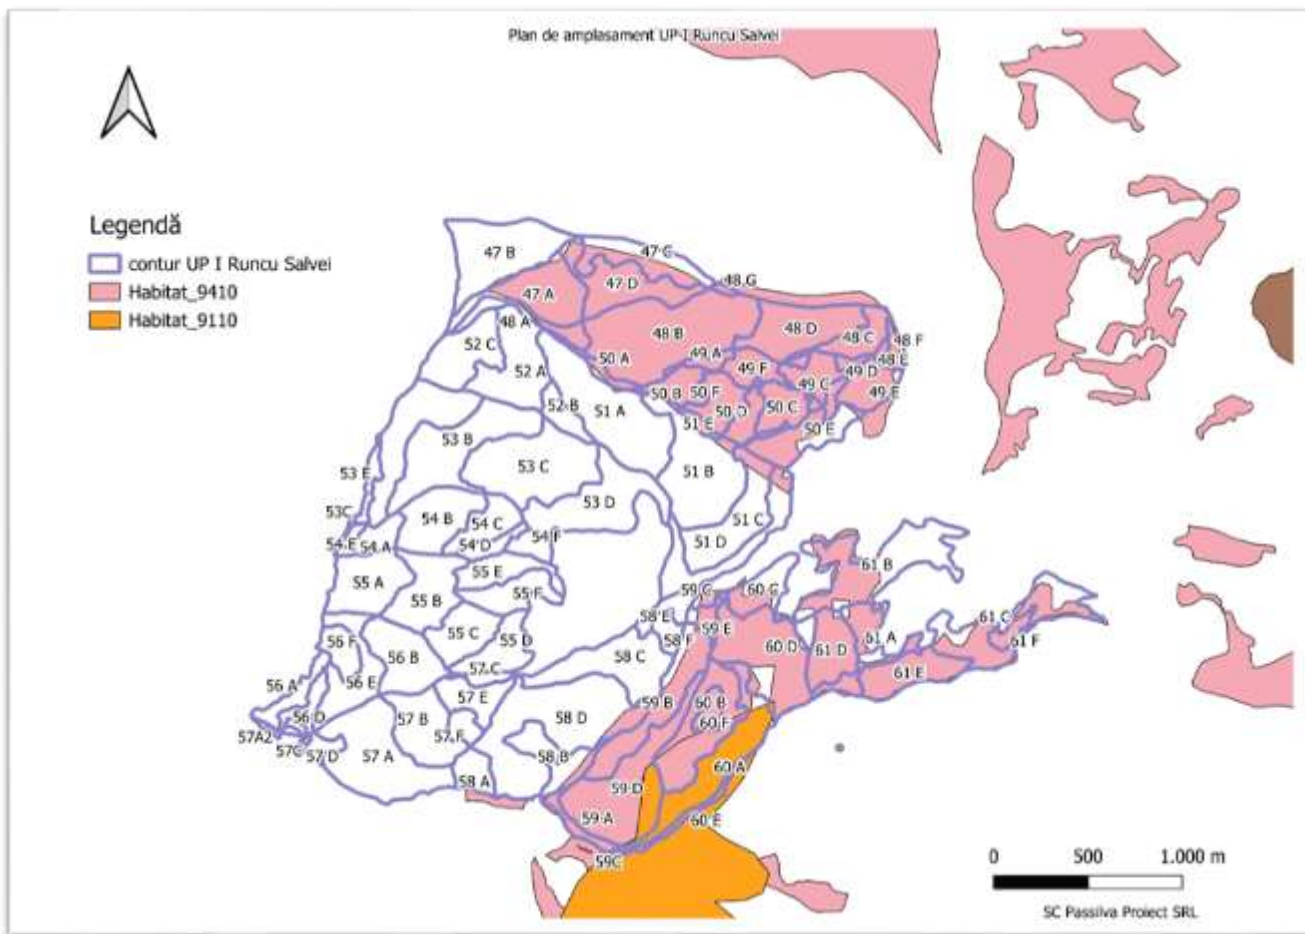 Plan de amplasament UP I Runcu Salvei
Legendă
contur UP I Runcu Salvei
Habitat_9410
Habitat_9110
47 B
47 C
47 D
48 G
47 A
48 A
48 B
48 D
48 C
48 F
52 C
50 A
49 A
49 F
48 E
49 D
52 A
49 C
49 E
50 B
50 F
52 B
51 A
50 D
50 C
51 E
50 E
53 B
53 E
53 C
51 B
53 D
53C
54 B
54 C
51 C
54 E
54 A
54 D
54 F
51 D
55 E
61 B
55 A
55 F
59 C
60 C
55 B
58 E
61 C
55 C
55 D
58 F
59 E
61 A
61 F
56 F
56 B
58 C
60 D
61 D
57 C
61 E
56 A
56 E
57 E
59 B
60 B
56 D
57 B
58 D
60 F
57A2
57 F
57C
57 D
57 A
58 B
60 A
58 A
59 D
59 A
60 E
59C
0 500 1.000 m
SC Passilva Proiect SRL